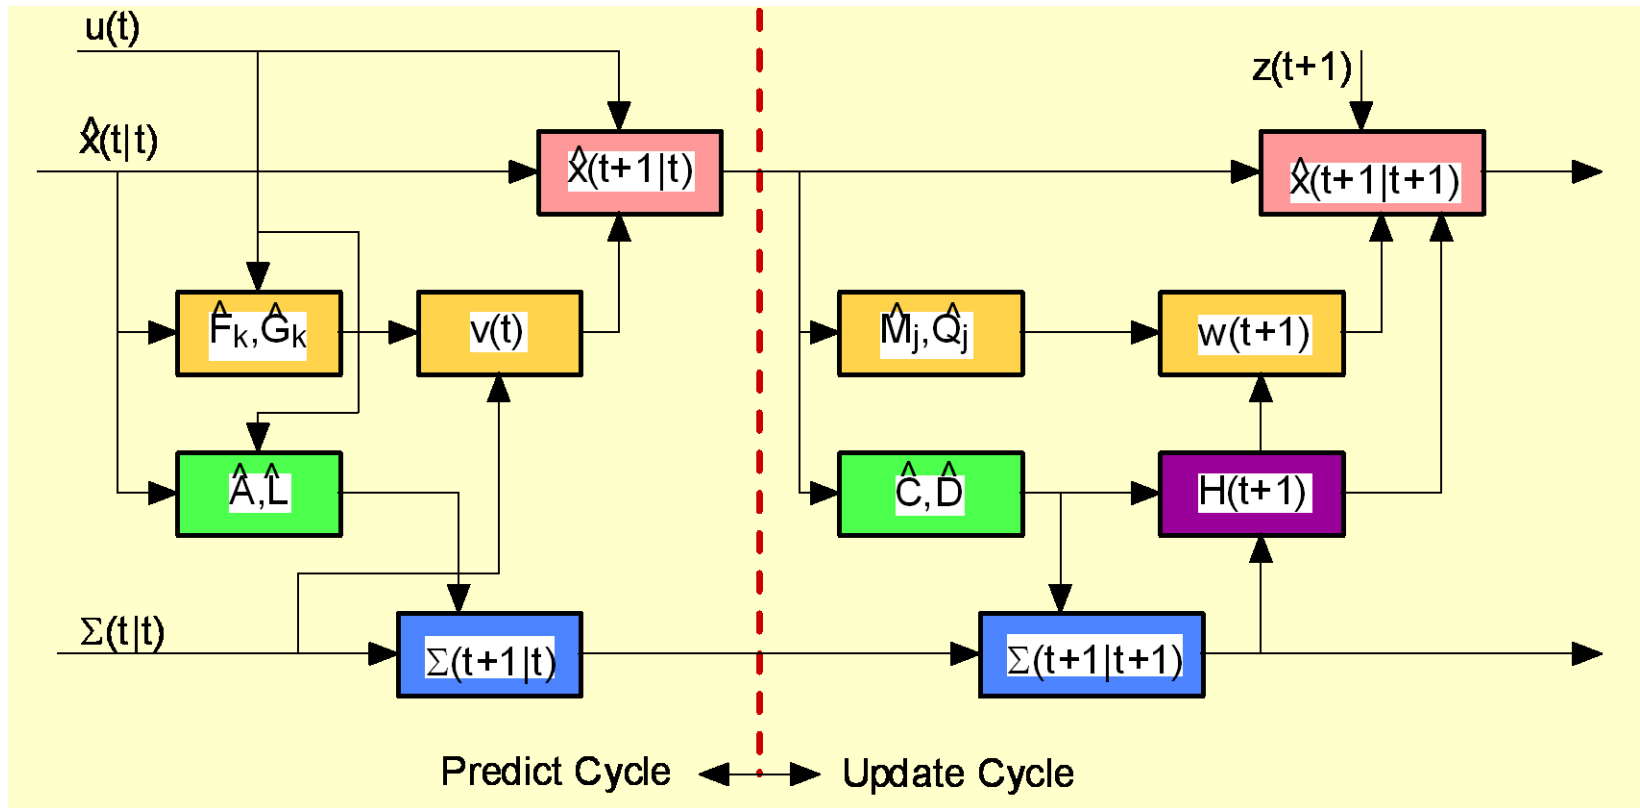 u(t)
z(t+1)
x̂(t|t)
x̂(t+1|t)
x̂(t+1|t+1)
F̂k,Ĝk
v(t)
M̂j,Q̂j
w(t+1)
Â,L̂
Ĉ,D̂
H(t+1)
Σ(t|t)
Σ(t+1|t)
Σ(t+1|t+1)
Predict Cycle
Update Cycle